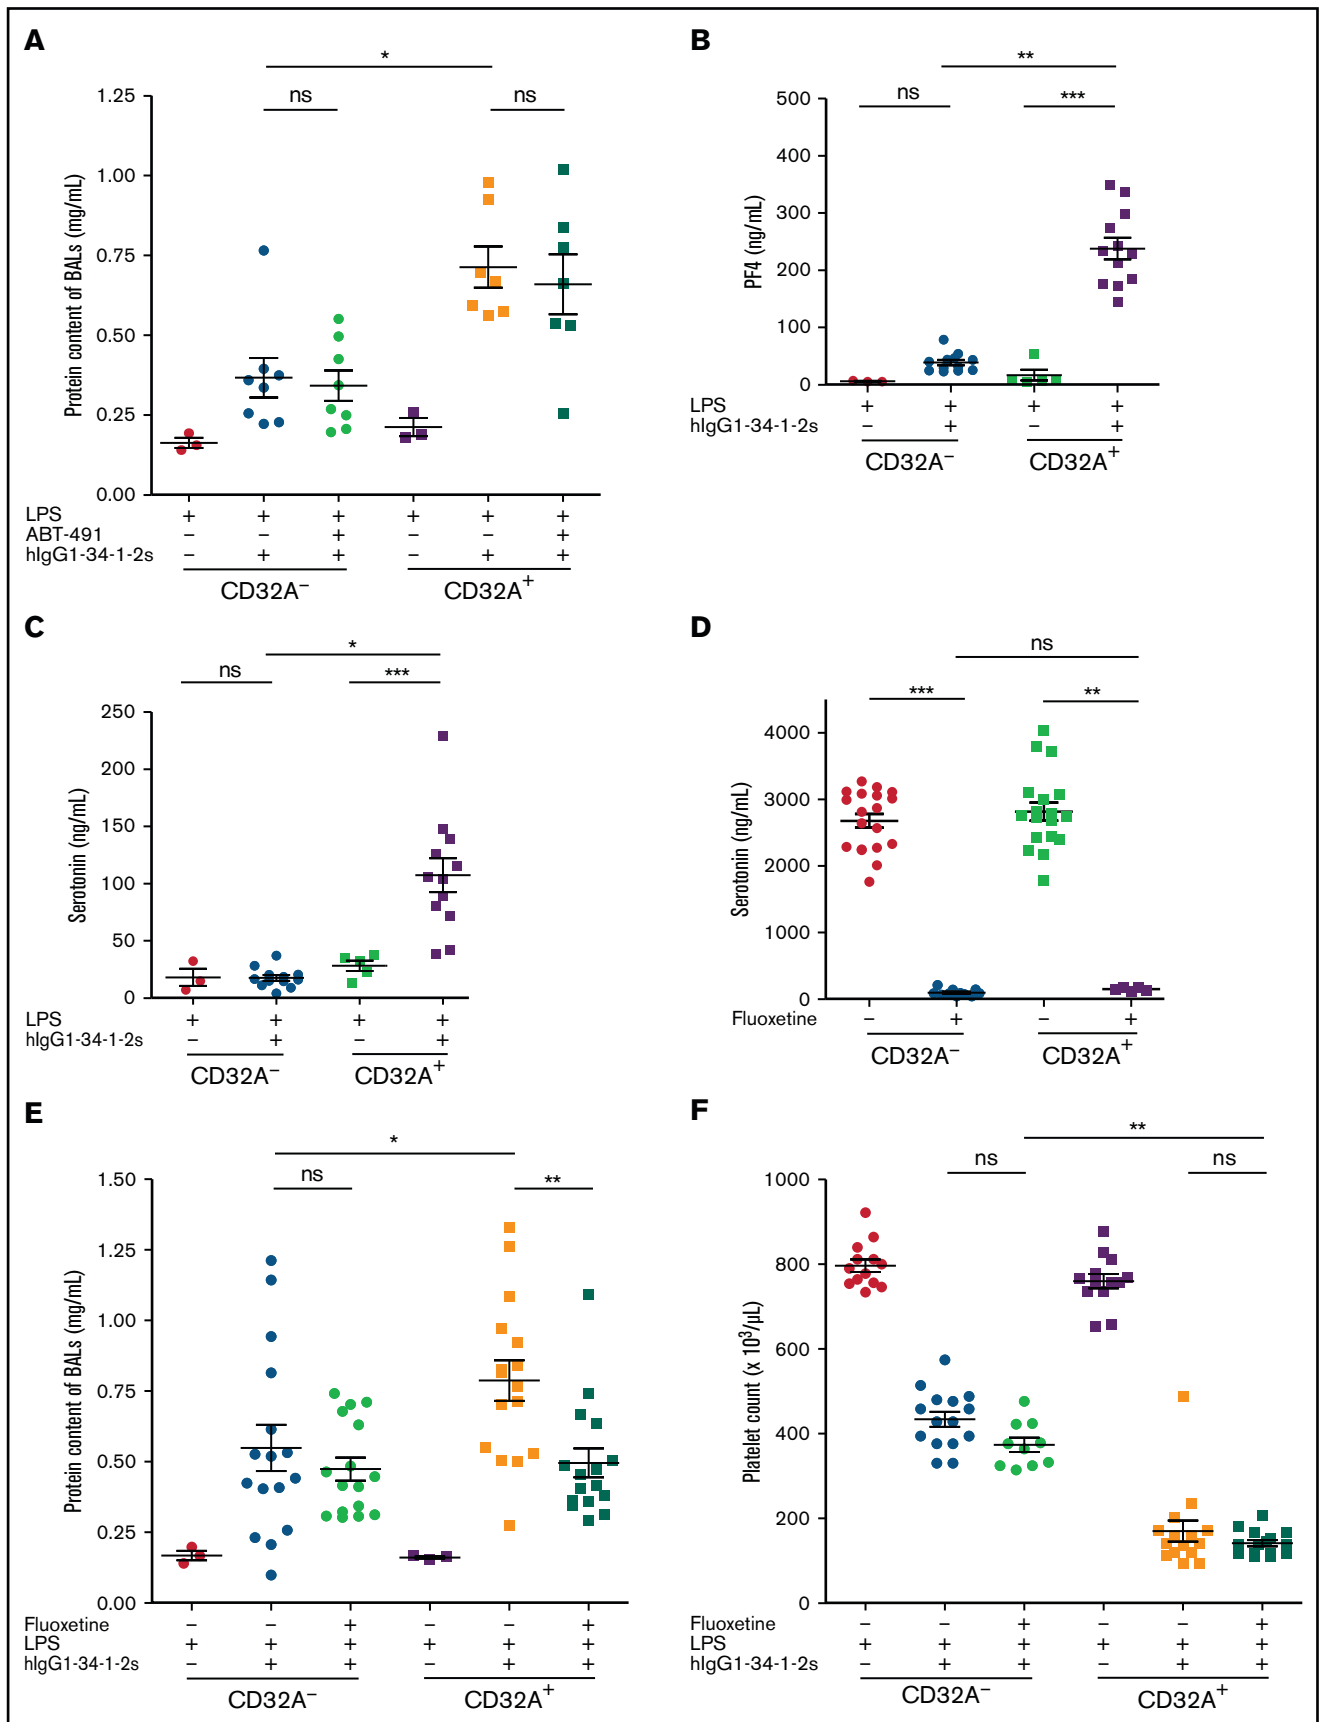 A
*
ns
ns
1.25
1.00
0.75
0.50
0.25
0.00
Protein content of BALs (mg/mL)
LPS + + + + + +
ABT-491 − − + − − +
hIgG1-34-1-2s − + + − + +
CD32A− CD32A+
B
**
ns
***
500
400
300
200
100
0
PF4 (ng/mL)
LPS + + + +
hIgG1-34-1-2s − + − +
CD32A− CD32A+
C
*
ns
***
250
200
150
100
50
0
Serotonin (ng/mL)
LPS + + + +
hIgG1-34-1-2s − + − +
CD32A− CD32A+
D
ns
***
**
4000
3000
2000
1000
0
Serotonin (ng/mL)
Fluoxetine − + − +
CD32A− CD32A+
E
*
ns
**
1.50
1.25
1.00
0.75
0.50
0.25
0.00
Protein content of BALs (mg/mL)
Fluoxetine − − + − − +
LPS + + + + + +
hIgG1-34-1-2s − + + − + +
CD32A− CD32A+
F
**
ns
ns
1000
800
600
400
200
0
Platelet count (x 10³/µL)
Fluoxetine − − + − − +
LPS + + + + + +
hIgG1-34-1-2s − + + − + +
CD32A− CD32A+